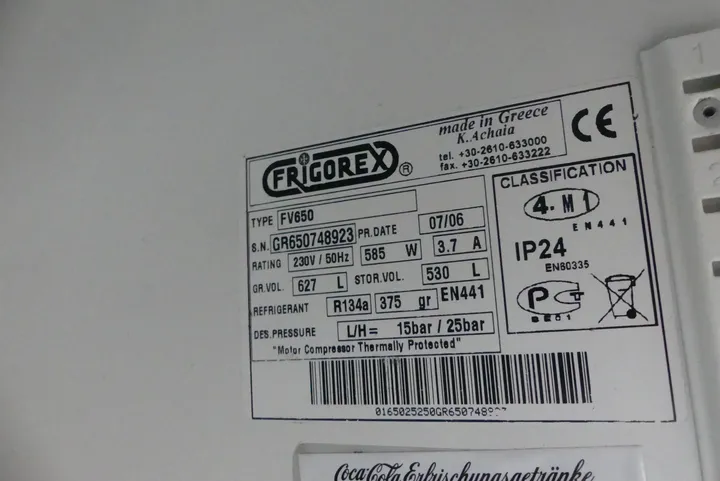 FRIGOREX ®
made in Greece
K. Achaia
tel. +30-2610-633000
fax. +30-2610-633222
CE
TYPE FV650
S.N. GR650748923 PR.DATE 07/06
RATING 230V / 50Hz 585 W 3.7 A
GR.VOL. 627 L STOR.VOL. 530 L
REFRIGERANT R134a 375 gr EN441
DES.PRESSURE L/H= 15bar / 25bar
"Motor Compressor Thermally Protected"
CLASSIFICATION
4. M1
EN441
IP24
EN60335
0165025250GR650748
Coca-Cola Erfrischungsgetränke
1